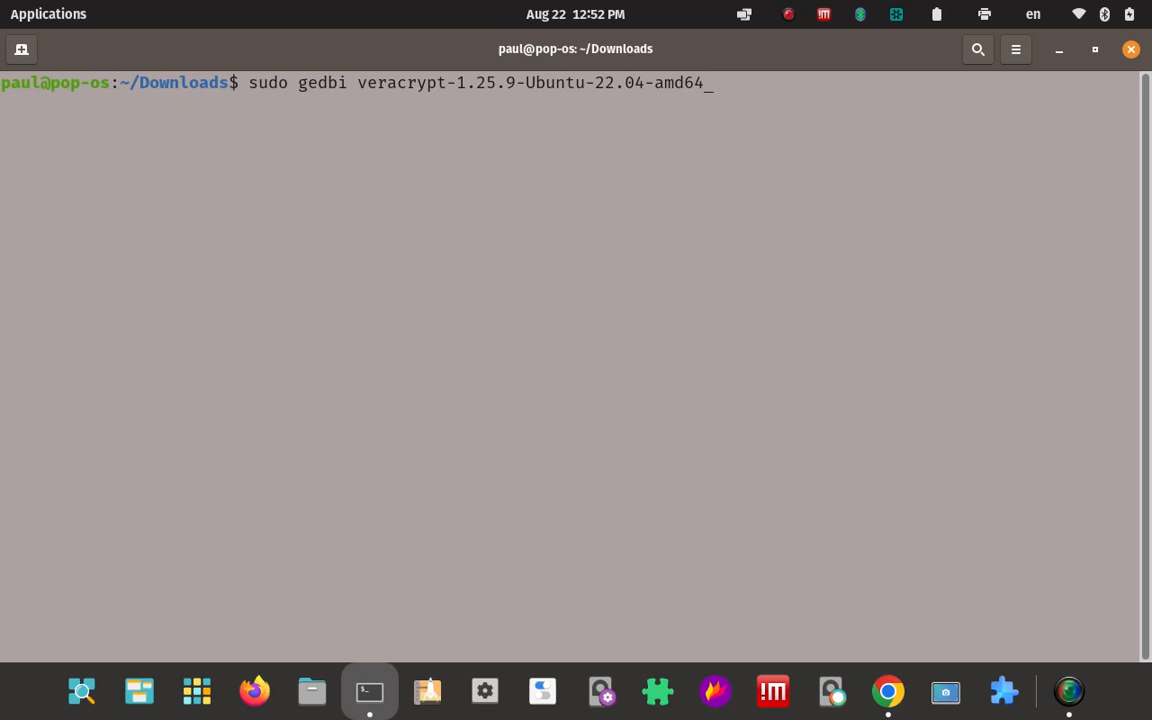 Applications
Aug 22 12:52 PM
en
paul@pop-os: ~/Downloads
paul@pop-os:~/Downloads$ sudo gedbi veracrypt-1.25.9-Ubuntu-22.04-amd64_
$_
!M